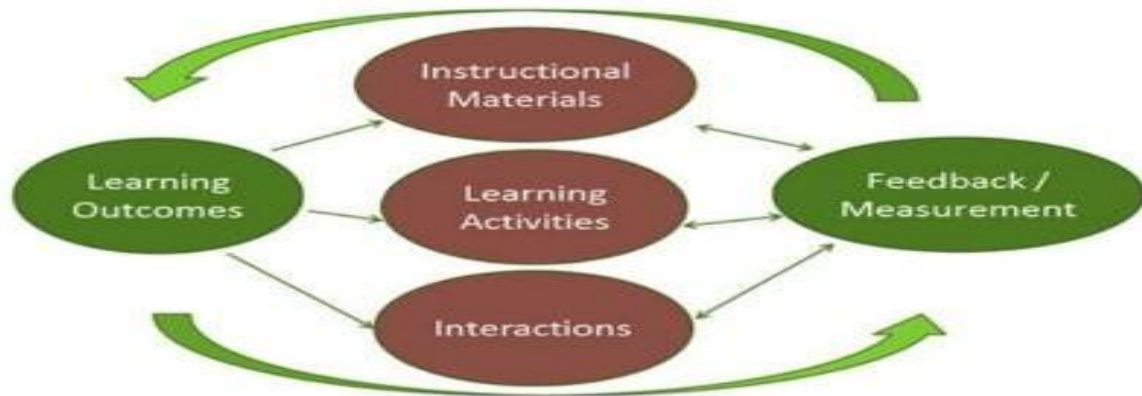 Instructional
Materials
Learning
Outcomes
Learning
Activities
Feedback /
Measurement
Interactions